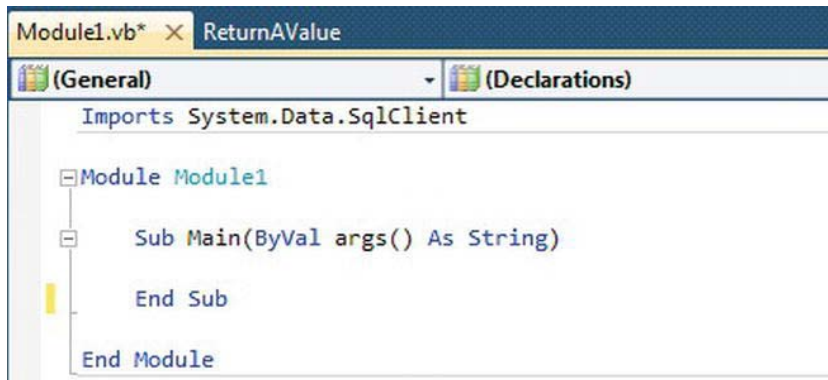 Module1.vb* ReturnAValue
(General) (Declarations)
Imports System.Data.SqlClient
Module Module1
Sub Main(ByVal args() As String)
End Sub
End Module